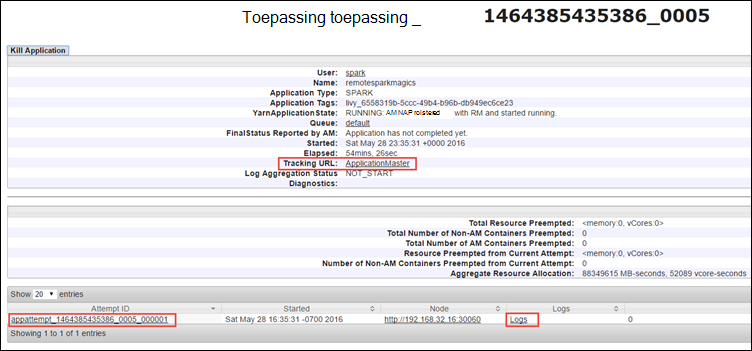 Toepassing toepassing _ 1464385435386_0005
Kill Application
User: spark
Name: remotesparkmagics
Application Type: SPARK
Application Tags: livy_6558319b-5ccc-49b4-b96b-db949ec6ce23
YarnApplicationState: RUNNING: AMNAProistered with RM and started running.
Queue: default
FinalStatus Reported by AM: Application has not completed yet.
Started: Sat May 28 23:35:31 +0000 2016
Elapsed: 54mins, 26sec
Tracking URL: ApplicationMaster
Log Aggregation Status NOT_START
Diagnostics:
Total Resource Preempted: <memory:0, vCores:0>
Total Number of Non-AM Containers Preempted: 0
Total Number of AM Containers Preempted: 0
Resource Preempted from Current Attempt: <memory:0, vCores:0>
Number of Non-AM Containers Preempted from Current Attempt: 0
Aggregate Resource Allocation: 88349615 MB-seconds, 52089 vcore-seconds
Show 20 entries
Attempt ID Started Node Logs
appattempt_1464385435386_0005_000001 Sat May 28 16:35:31 -0700 2016 http://192.168.32.16:30060 Logs 0
Showing 1 to 1 of 1 entries